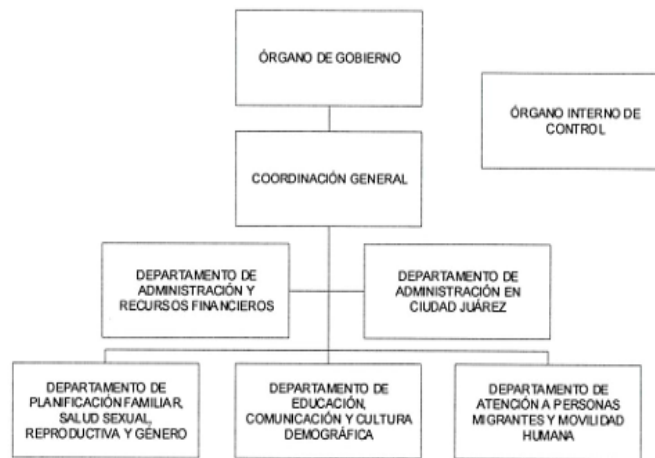 ÓRGANO DE GOBIERNO
ÓRGANO INTERNO DE
CONTROL
COORDINACIÓN GENERAL
DEPARTAMENTO DE
ADMINISTRACIÓN Y
RECURSOS FINANCIEROS
DEPARTAMENTO DE
ADMINISTRACIÓN EN
CIUDAD JUÁREZ
DEPARTAMENTO DE
PLANIFICACIÓN FAMILIAR,
SALUD SEXUAL,
REPRODUCTIVA Y GÉNERO
DEPARTAMENTO DE
EDUCACIÓN,
COMUNICACIÓN Y CULTURA
DEMOGRÁFICA
DEPARTAMENTO DE
ATENCIÓN A PERSONAS
MIGRANTES Y MOVILIDAD
HUMANA